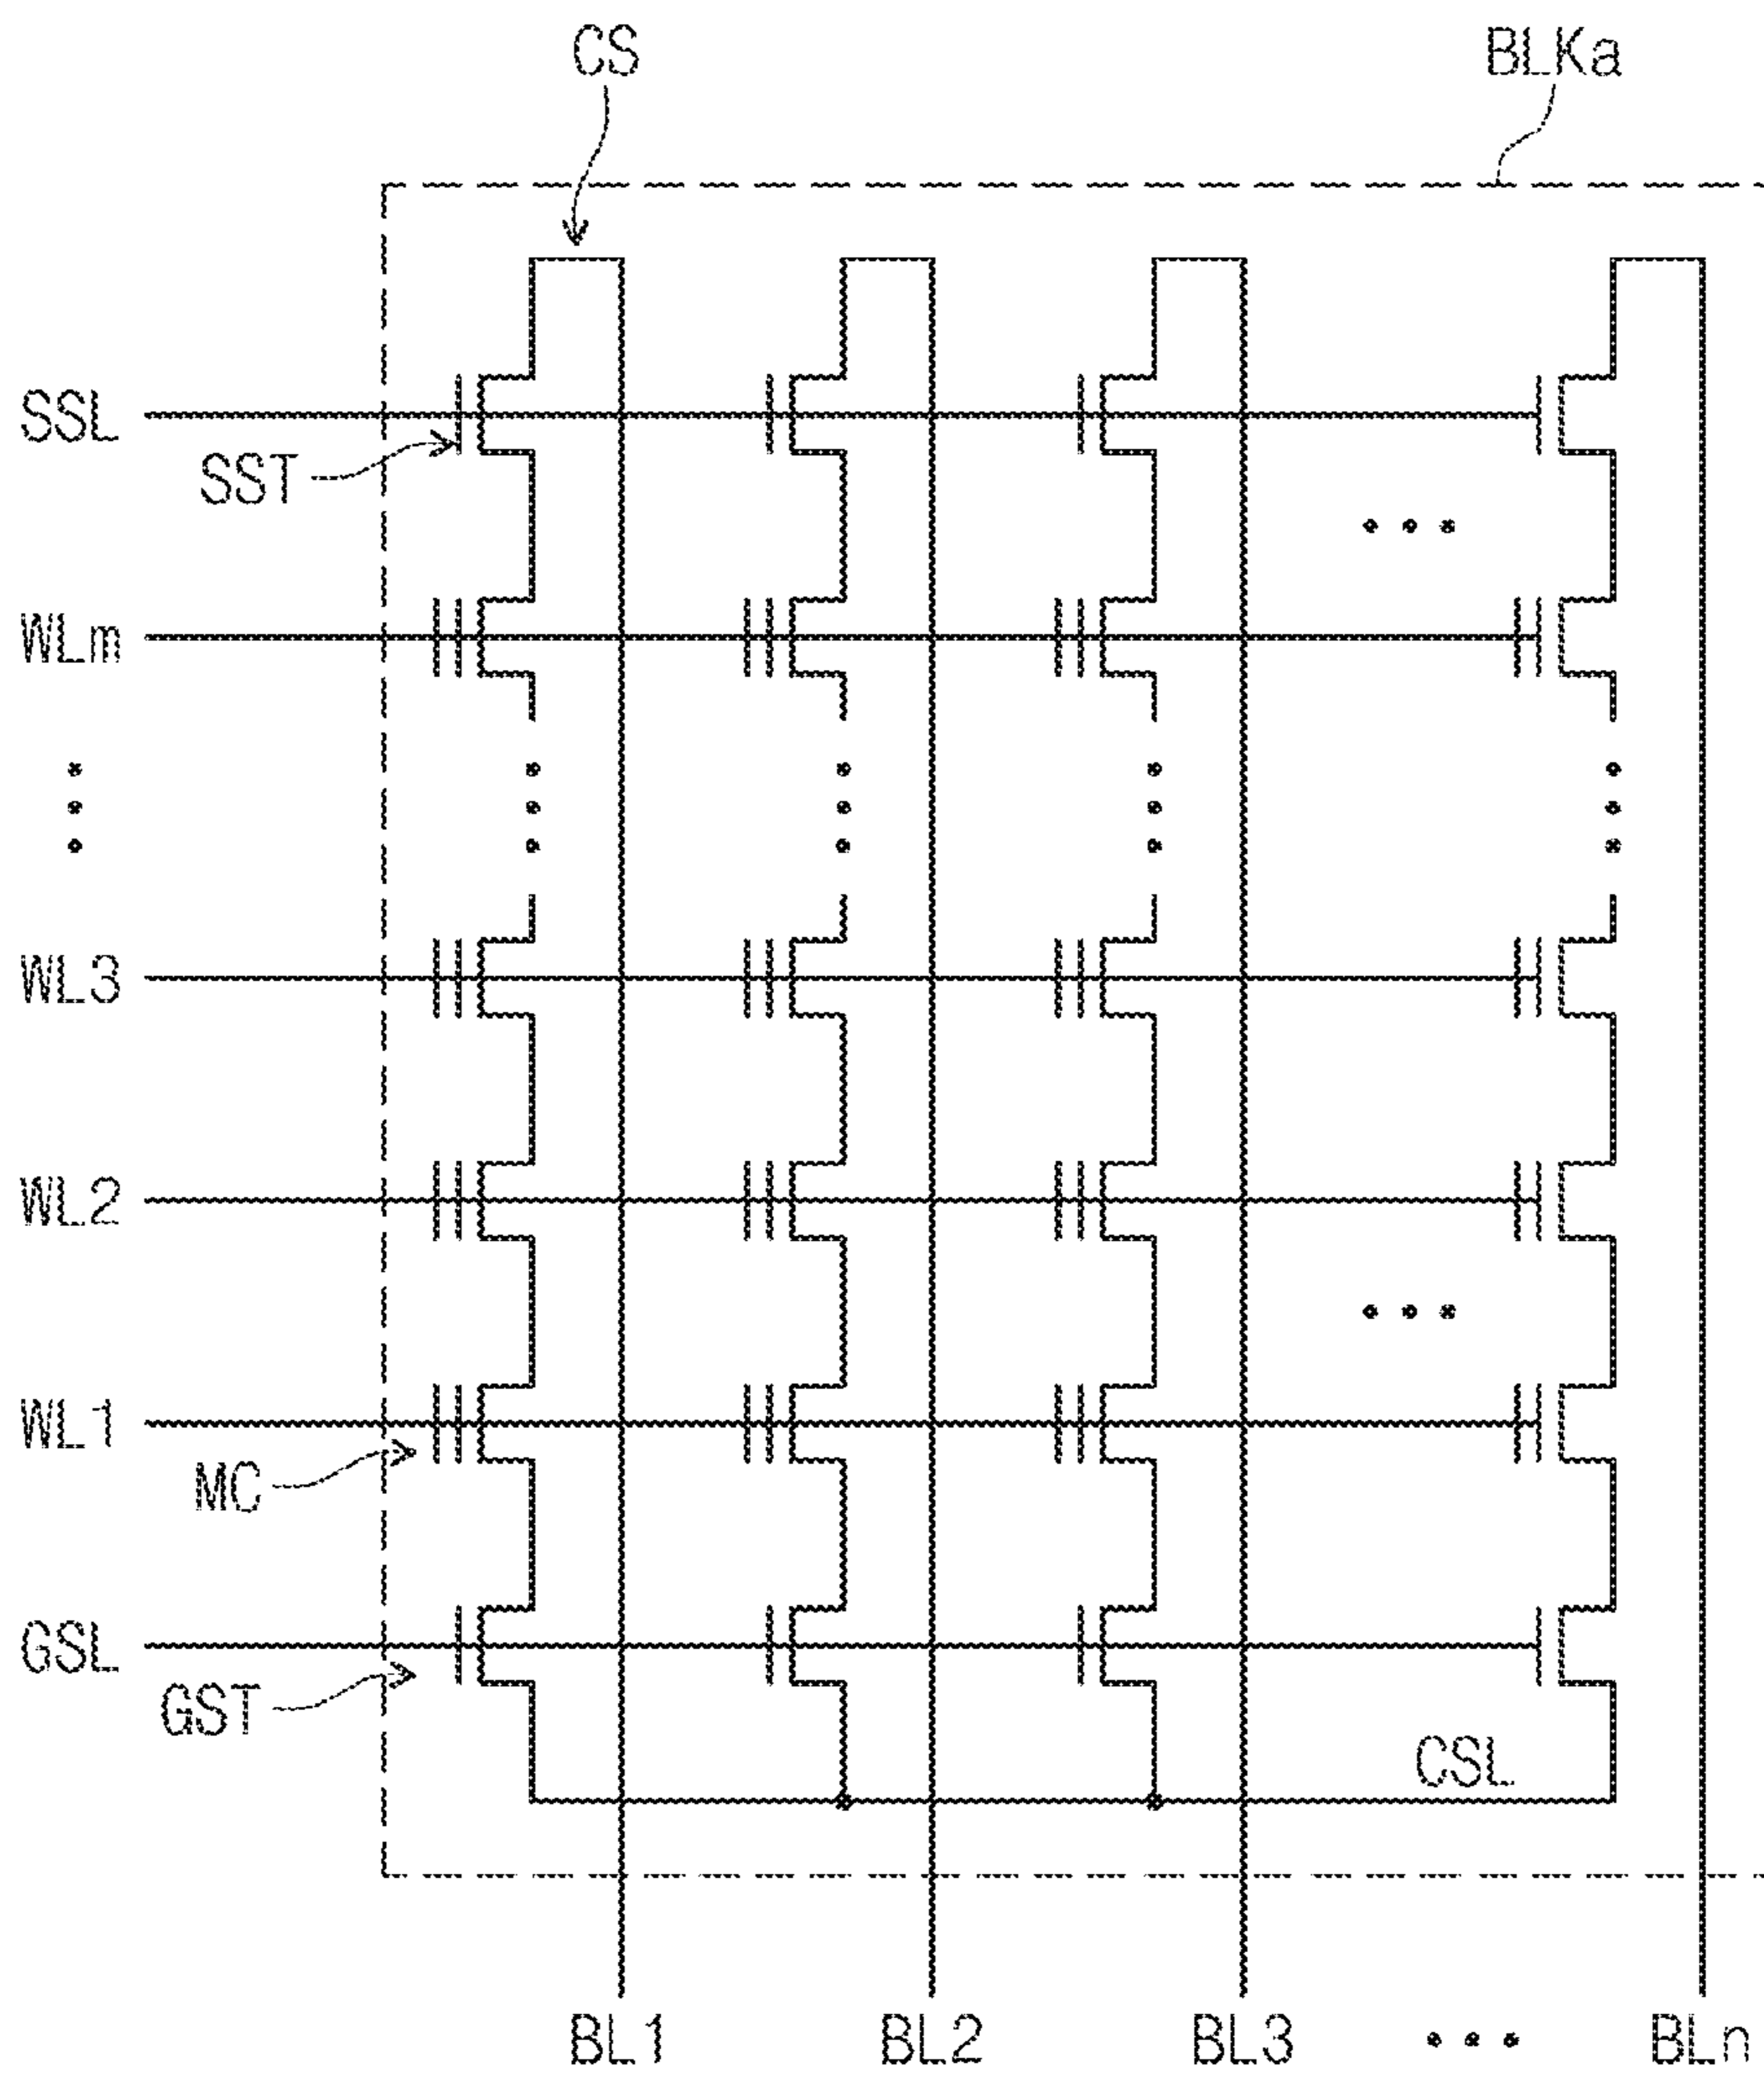 CS
BLKa
SSL
SST
WLm
WL3
WL2
WL1
MC
GSL
GST
CSL
BL1 BL2 BL3 ... BLn